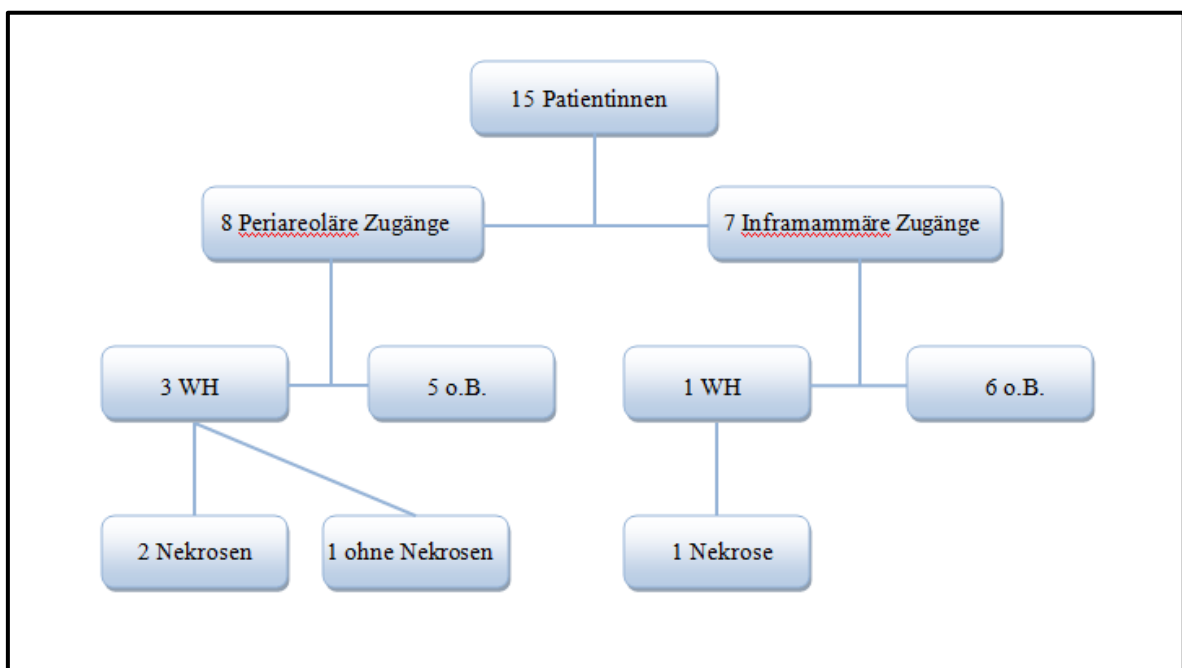 15 Patientinnen
8 Periareoläre Zugänge
7 Inframammäre Zugänge
3 WH
5 o.B.
1 WH
6 o.B.
2 Nekrosen
1 ohne Nekrosen
1 Nekrose